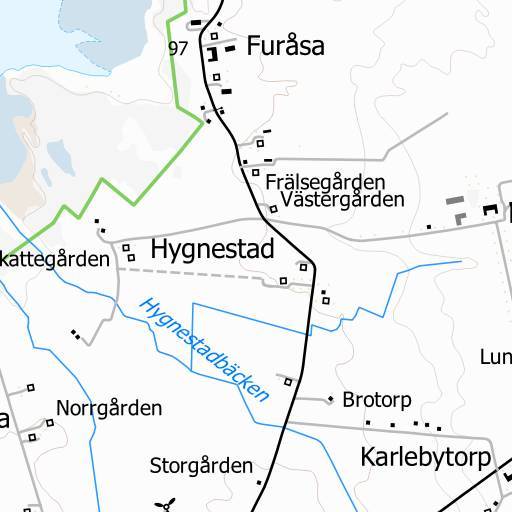 97
Furåsa
Frälsegården
Västergården
Hygnestad
kattegården
Hygnestadbäcken
Lun
Brotorp
Norrgården
a
Karlebytorp
Storgården